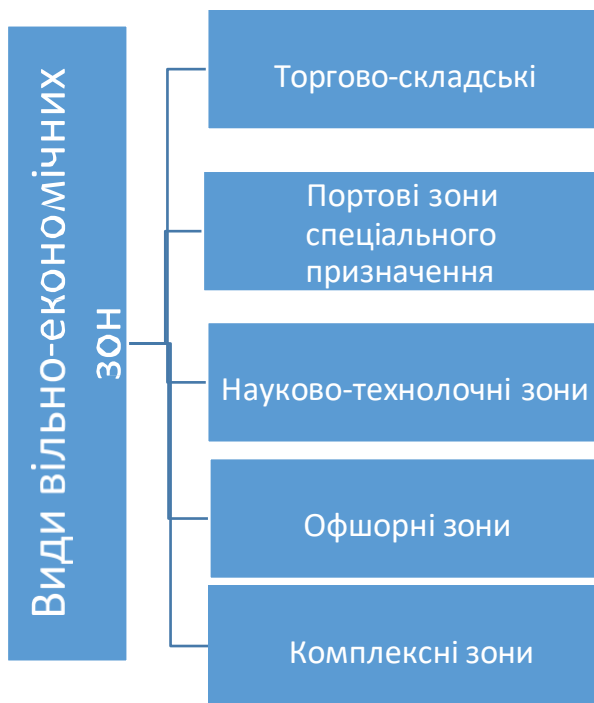 Види вільно-економічних
зон
Торгово-складські
Портові зони
спеціального
призначення
Науково-технолочні зони
Офшорні зони
Комплексні зони